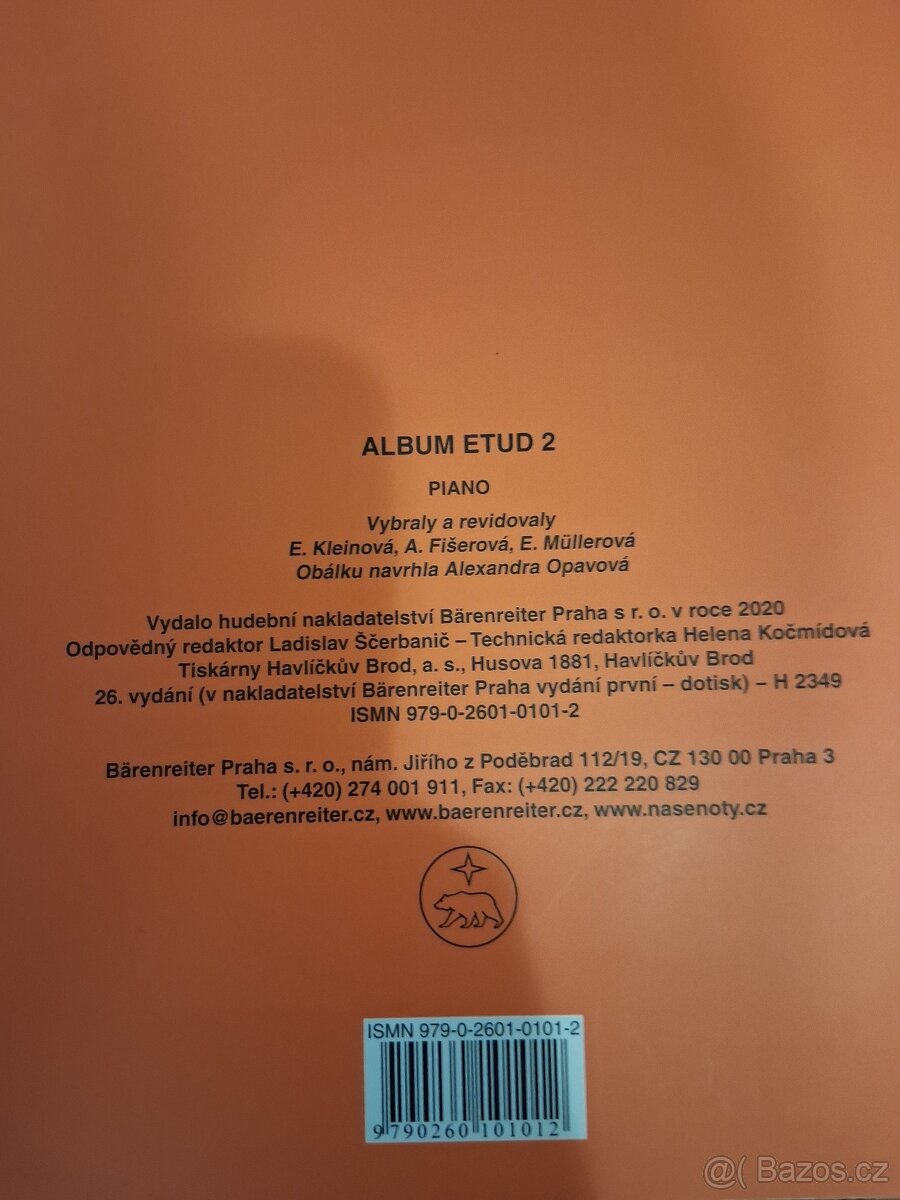 ALBUM ETUD 2
PIANO
Vybraly a revidovaly
E. Kleinová, A. Fišerová, E. Müllerová
Obálku navrhla Alexandra Opavová
Vydalo hudební nakladatelství Bärenreiter Praha s r. o. v roce 2020
Odpovědný redaktor Ladislav Ščerbanič – Technická redaktorka Helena Kočmídová
Tiskárny Havlíčkův Brod, a. s., Husova 1881, Havlíčkův Brod
26. vydání (v nakladatelství Bärenreiter Praha vydání první – dotisk) – H 2349
ISMN 979-0-2601-0101-2
Bärenreiter Praha s. r. o., nám. Jiřího z Poděbrad 112/19, CZ 130 00 Praha 3
Tel.: (+420) 274 001 911, Fax: (+420) 222 220 829
info@baerenreiter.cz, www.baerenreiter.cz, www.nasenoty.cz
ISMN 979-0-2601-0101-2
9 790260 101012
@( Bazos.cz